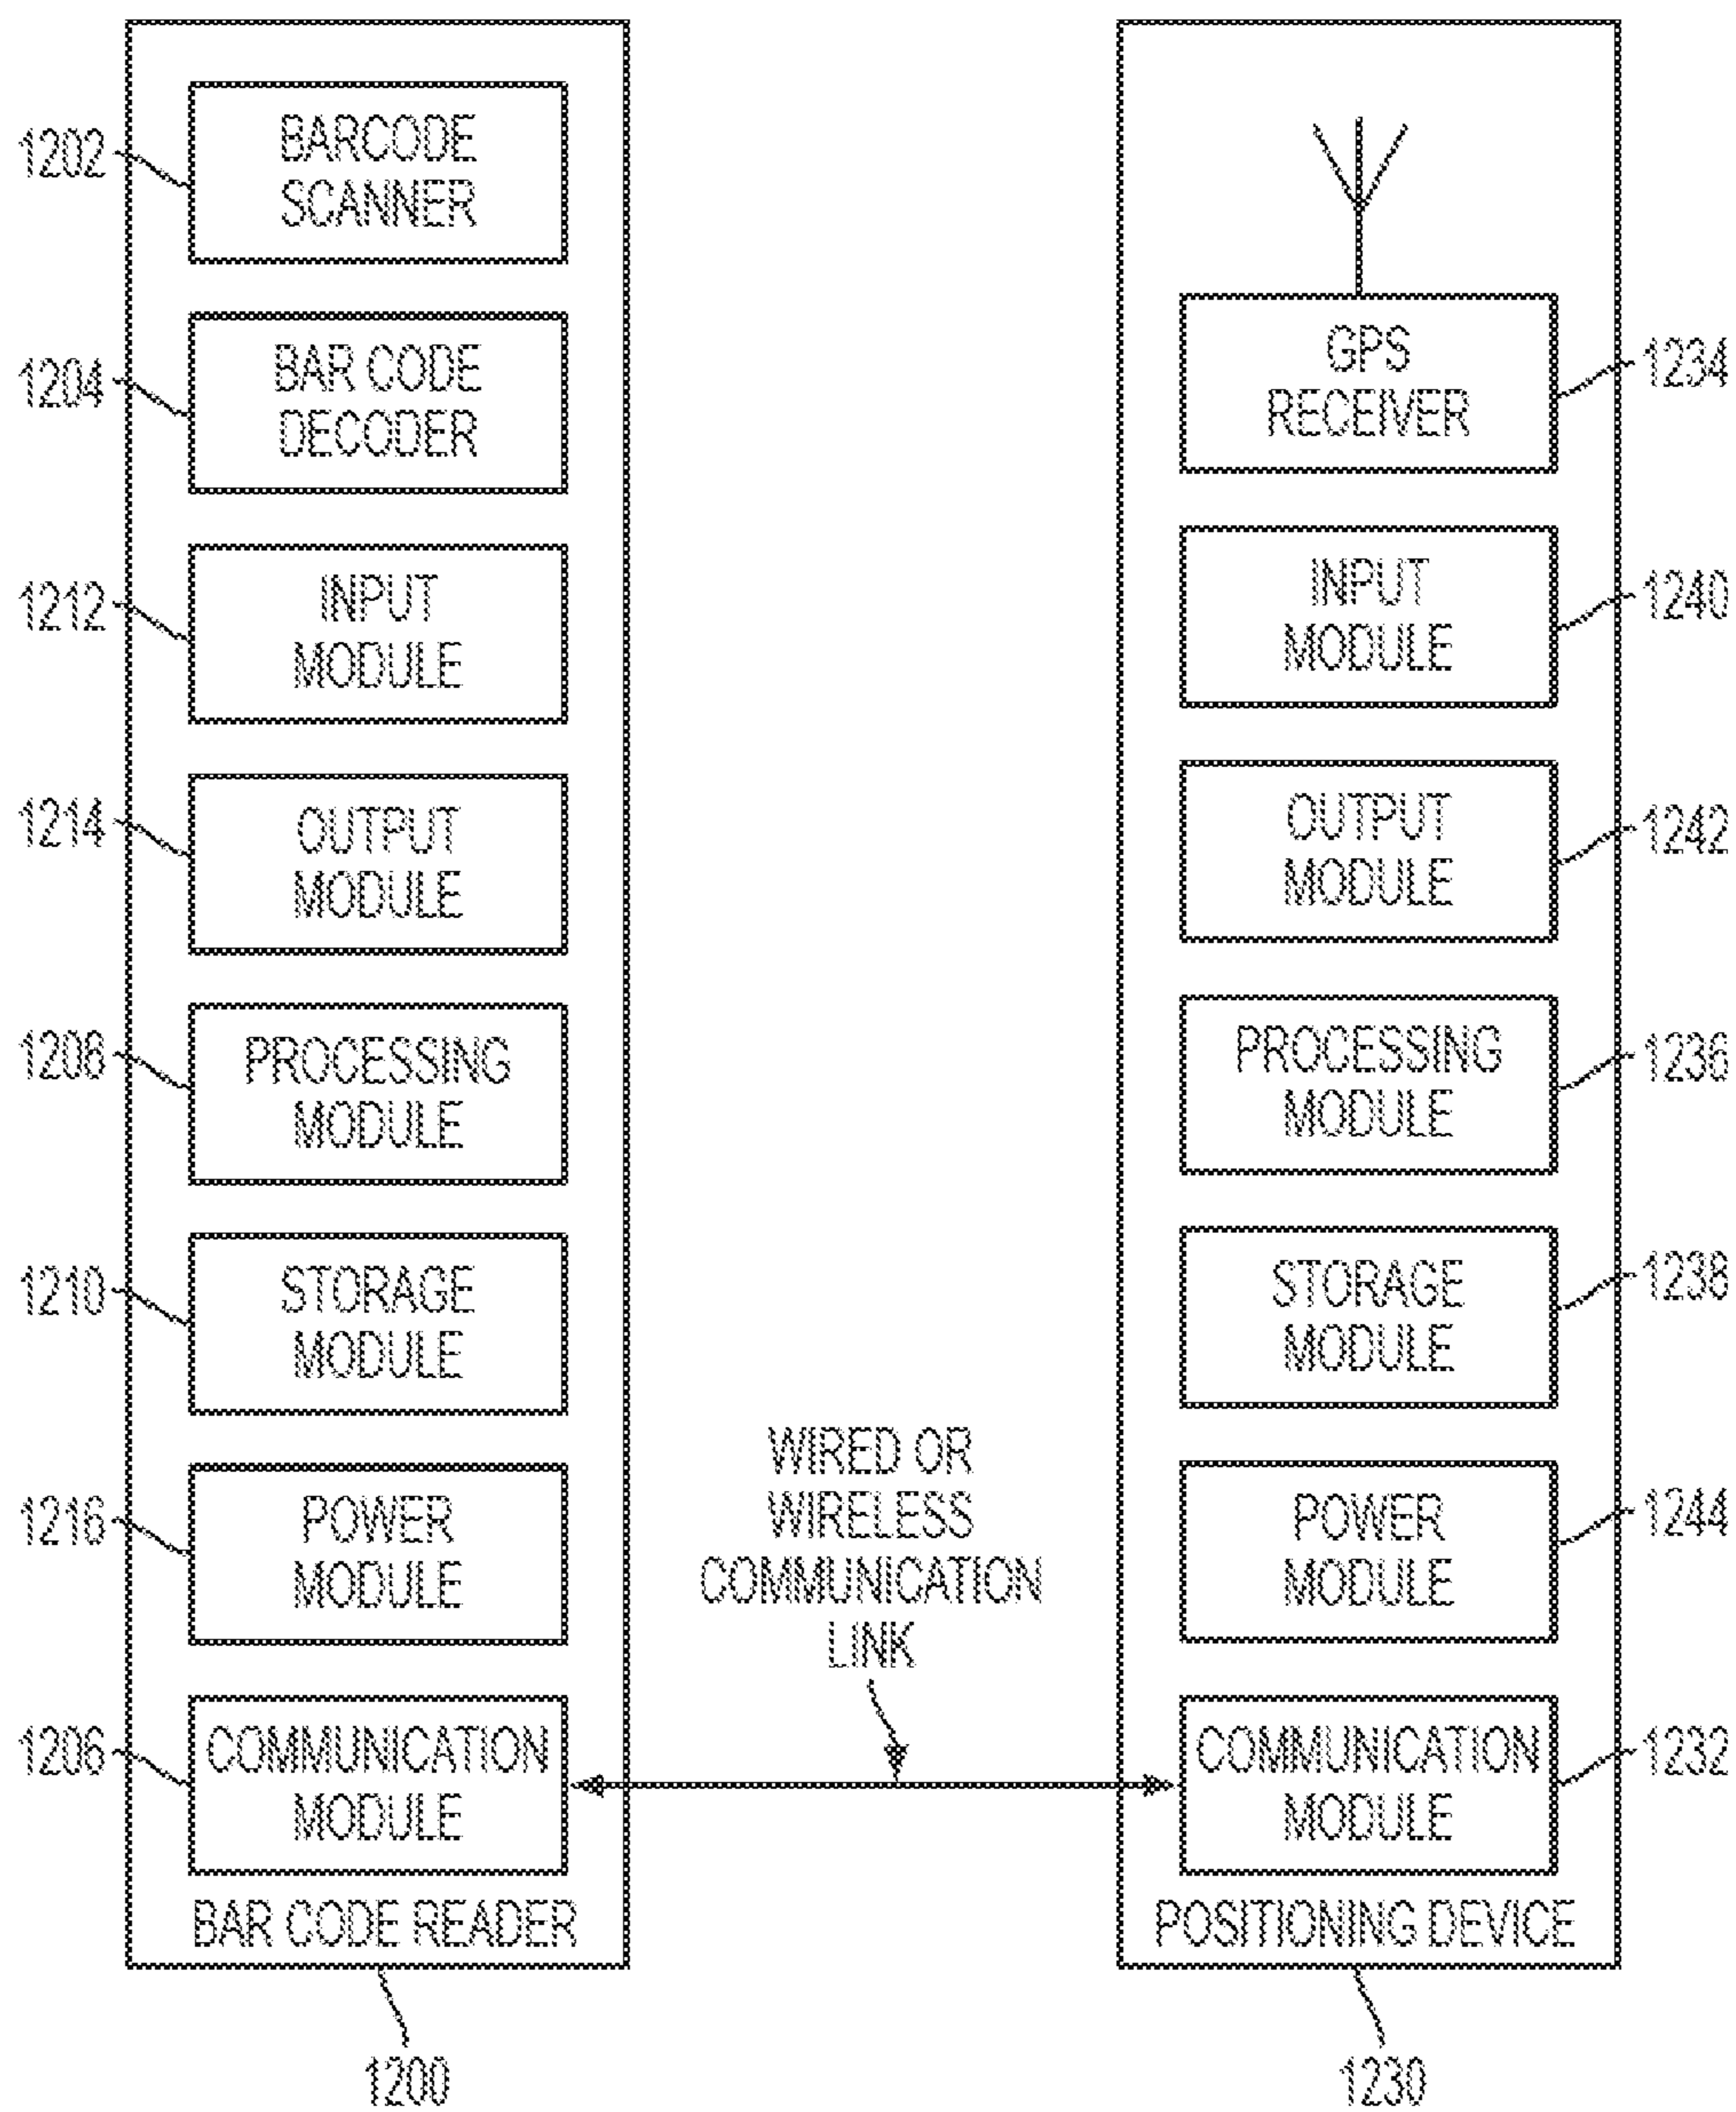 1202
BARCODE
SCANNER
1204
BAR CODE
DECODER
1212
INPUT
MODULE
1214
OUTPUT
MODULE
1208
PROCESSING
MODULE
1210
STORAGE
MODULE
1216
POWER
MODULE
1206
COMMUNICATION
MODULE
BAR CODE READER
1200
WIRED OR
WIRELESS
COMMUNICATION
LINK
GPS
RECEIVER
1234
INPUT
MODULE
1240
OUTPUT
MODULE
1242
PROCESSING
MODULE
1236
STORAGE
MODULE
1238
POWER
MODULE
1244
COMMUNICATION
MODULE
1232
POSITIONING DEVICE
1230